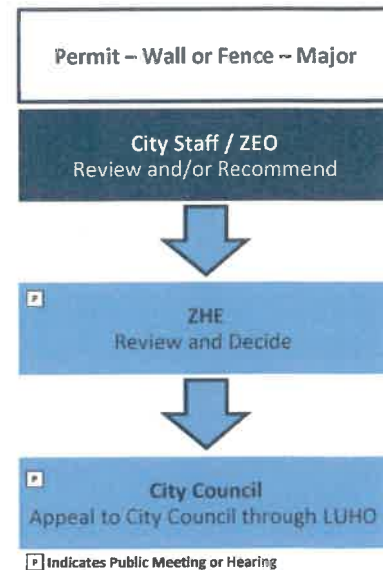 Permit – Wall or Fence – Major
City Staff / ZEO
Review and/or Recommend
P
ZHE
Review and Decide
P
City Council
Appeal to City Council through LUHO
P Indicates Public Meeting or Hearing